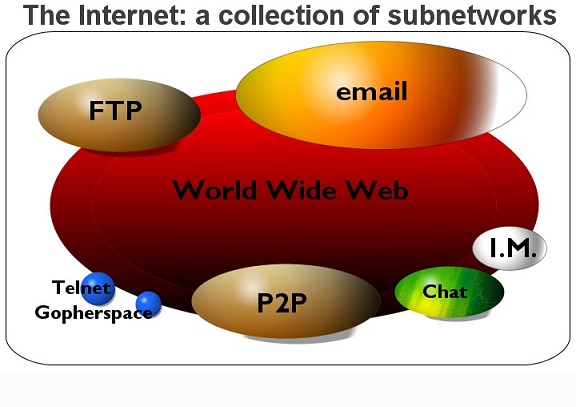 The Internet: a collection of subnetworks
email
FTP
World Wide Web
I.M.
Telnet
Chat
P2P
Gopherspace